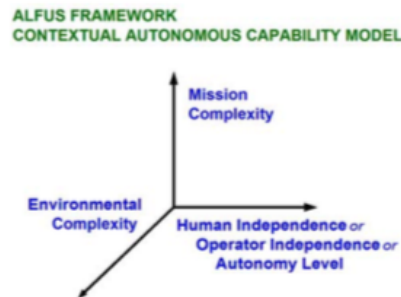 ALFUS FRAMEWORK
CONTEXTUAL AUTONOMOUS CAPABILITY MODEL
Mission
Complexity
Environmental
Complexity
Human Independence or
Operator Independence or
Autonomy Level